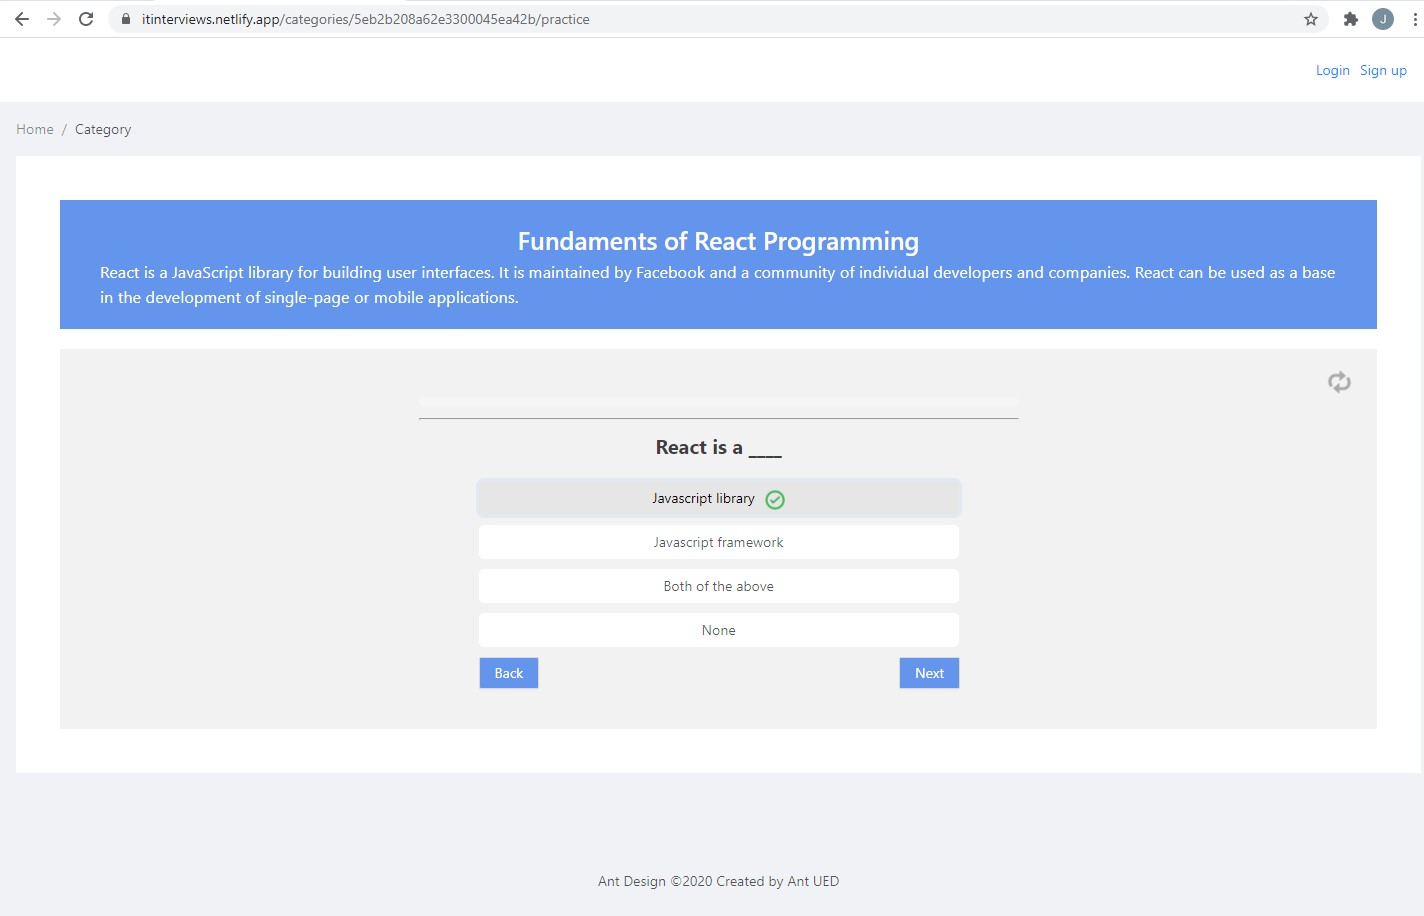 itinterviews.netlify.app/categories/5eb2b208a62e3300045ea42b/practice
J
Login Sign up
Home / Category
Fundaments of React Programming
React is a JavaScript library for building user interfaces. It is maintained by Facebook and a community of individual developers and companies. React can be used as a base
in the development of single-page or mobile applications.
React is a ____
Javascript library
Javascript framework
Both of the above
None
Back Next
Ant Design ©2020 Created by Ant UED